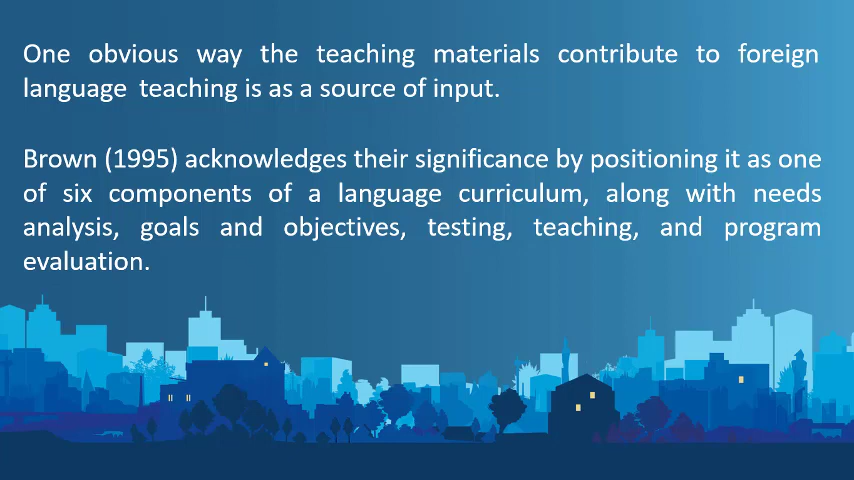 One obvious way the teaching materials contribute to foreign
language teaching is as a source of input.
Brown (1995) acknowledges their significance by positioning it as one
of six components of a language curriculum, along with needs
analysis, goals and objectives, testing, teaching, and program
evaluation.